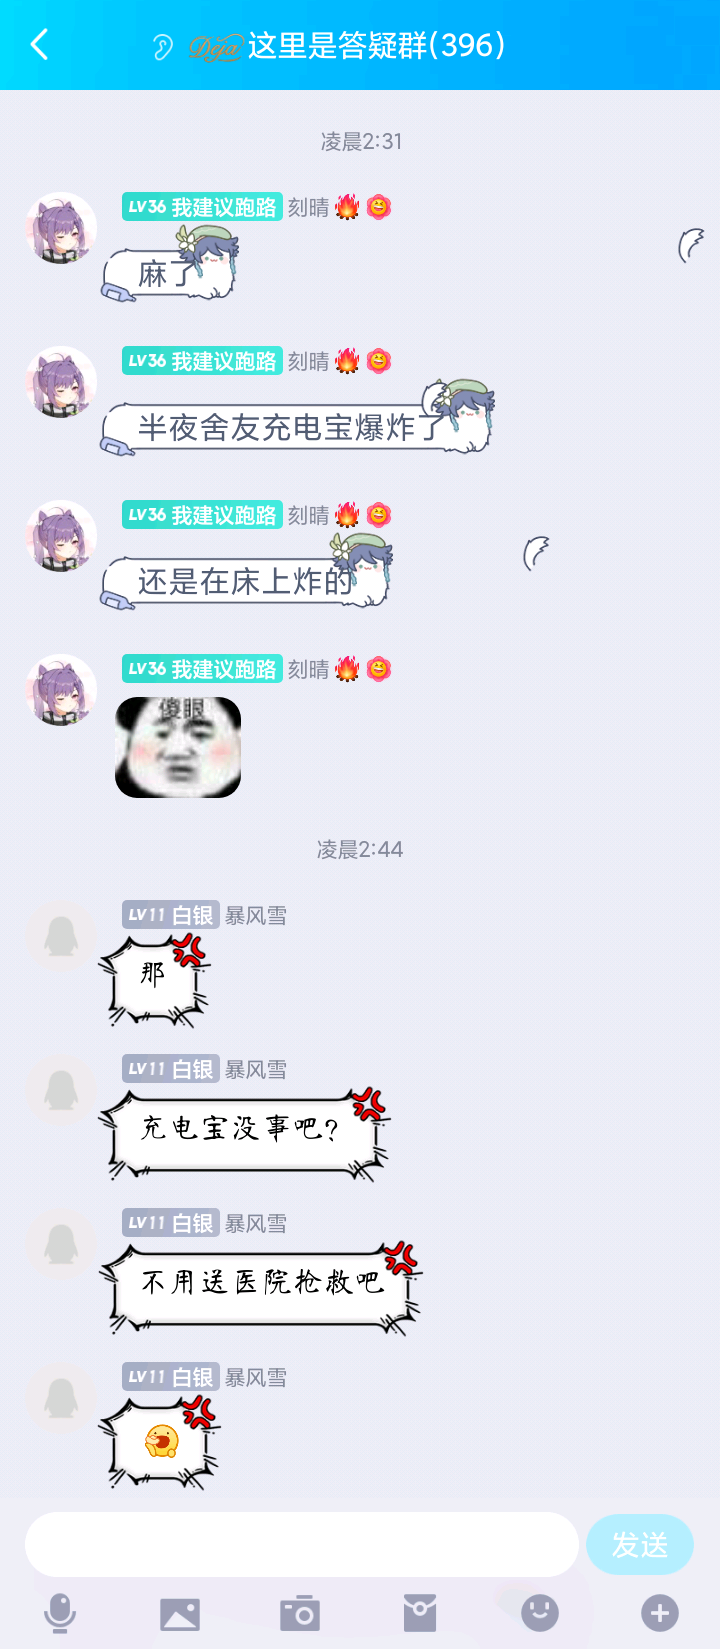 Deja 这里是答疑群(396)
凌晨2:31
LV36 我建议跑路 刻晴
麻了
LV36 我建议跑路 刻晴
半夜舍友充电宝爆炸了
LV36 我建议跑路 刻晴
还是在床上炸的
LV36 我建议跑路 刻晴
傻眼
凌晨2:44
LV11 白银 暴风雪
那
LV11 白银 暴风雪
充电宝没事吧?
LV11 白银 暴风雪
不用送医院抢救吧
LV11 白银 暴风雪
发送